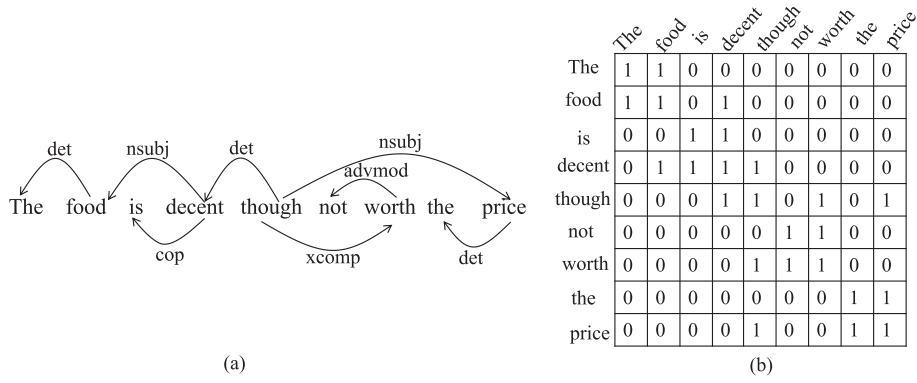 det nsubj det nsubj
advmod
The food is decent though not worth the price
cop xcomp det
(a)
The food is decent though not worth the price
The 1 1 0 0 0 0 0 0 0
food 1 1 0 1 0 0 0 0 0
is 0 0 1 1 0 0 0 0 0
decent 0 1 1 1 1 0 0 0 0
though 0 0 0 1 1 0 1 0 1
not 0 0 0 0 0 1 1 0 0
worth 0 0 0 0 1 1 1 0 0
the 0 0 0 0 0 0 0 1 1
price 0 0 0 0 1 0 0 1 1
(b)